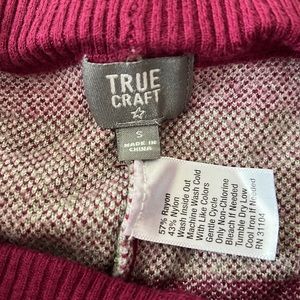 TRUE
CRAFT
S
MADE IN
CHINA
57% Rayon
43% Nylon
Wash Inside Out
Machine Wash Cold
With Like Colors
Gentle Cycle
Only Non-Chlorine
Bleach If Needed
Tumble Dry Low
Cool Iron If Needed
RN 31104